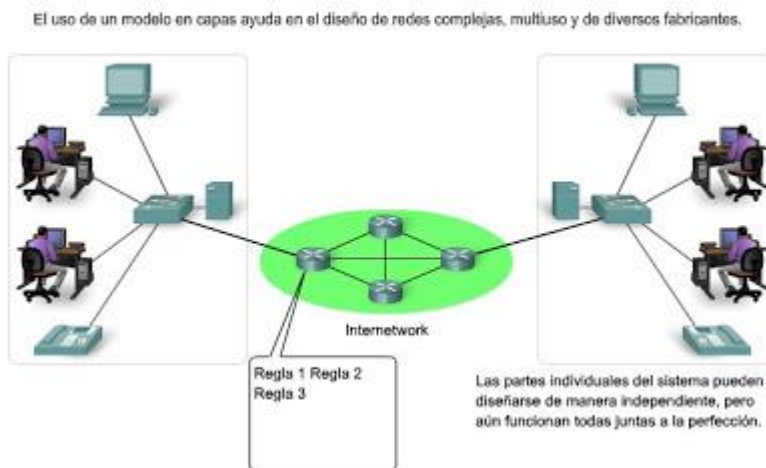 El uso de un modelo en capas ayuda en el diseño de redes complejas, multiuso y de diversos fabricantes.
Internetwork
Regla 1 Regla 2
Regla 3
Las partes individuales del sistema pueden
diseñarse de manera independiente, pero
aún funcionan todas juntas a la perfección.